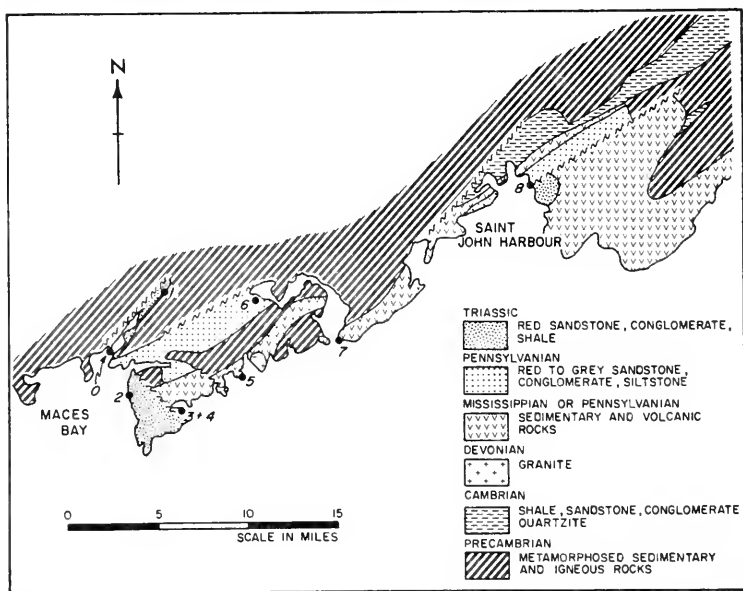 N
8
SAINT
JOHN HARBOUR
1
6
7
0
5
2
3+4
MACES
BAY
0 5 10 15
SCALE IN MILES
TRIASSIC
RED SANDSTONE, CONGLOMERATE,
SHALE
PENNSYLVANIAN
RED TO GREY SANDSTONE,
CONGLOMERATE, SILTSTONE
MISSISSIPPIAN OR PENNSYLVANIAN
SEDIMENTARY AND VOLCANIC
ROCKS
DEVONIAN
GRANITE
CAMBRIAN
SHALE, SANDSTONE, CONGLOMERATE
QUARTZITE
PRECAMBRIAN
METAMORPHOSED SEDIMENTARY
AND IGNEOUS ROCKS